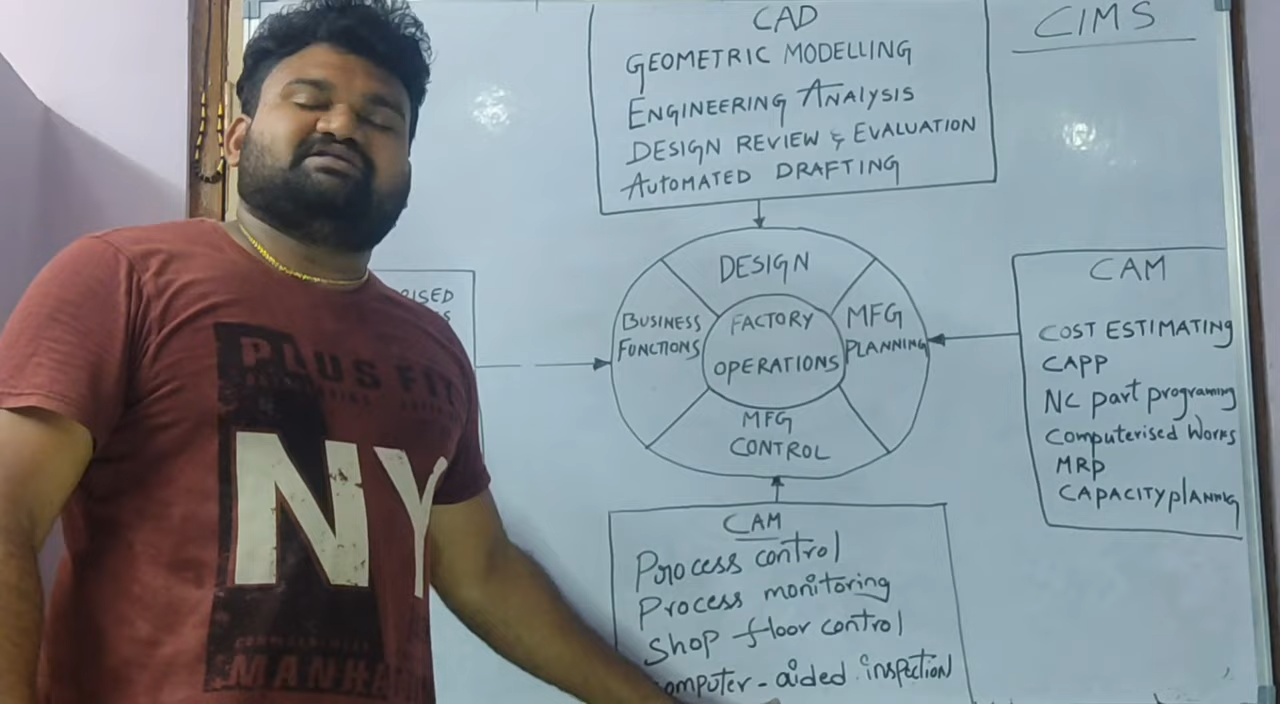 CIMS
CAD
GEOMETRIC MODELLING
ENGINEERING ANALYSIS
DESIGN REVIEW & EVALUATION
AUTOMATED DRAFTING
DESIGN
BUSINESS
FUNCTIONS
FACTORY
OPERATIONS
MFG
PLANNING
MFG
CONTROL
CAM
COST ESTIMATING
CAPP
NC part programing
Computerised Works
MRP
CAPACITY planning
CAM
Process control
Process monitoring
Shop floor control
omputer-aided inspection
RISED
PLUS FIT
NY
MANHA